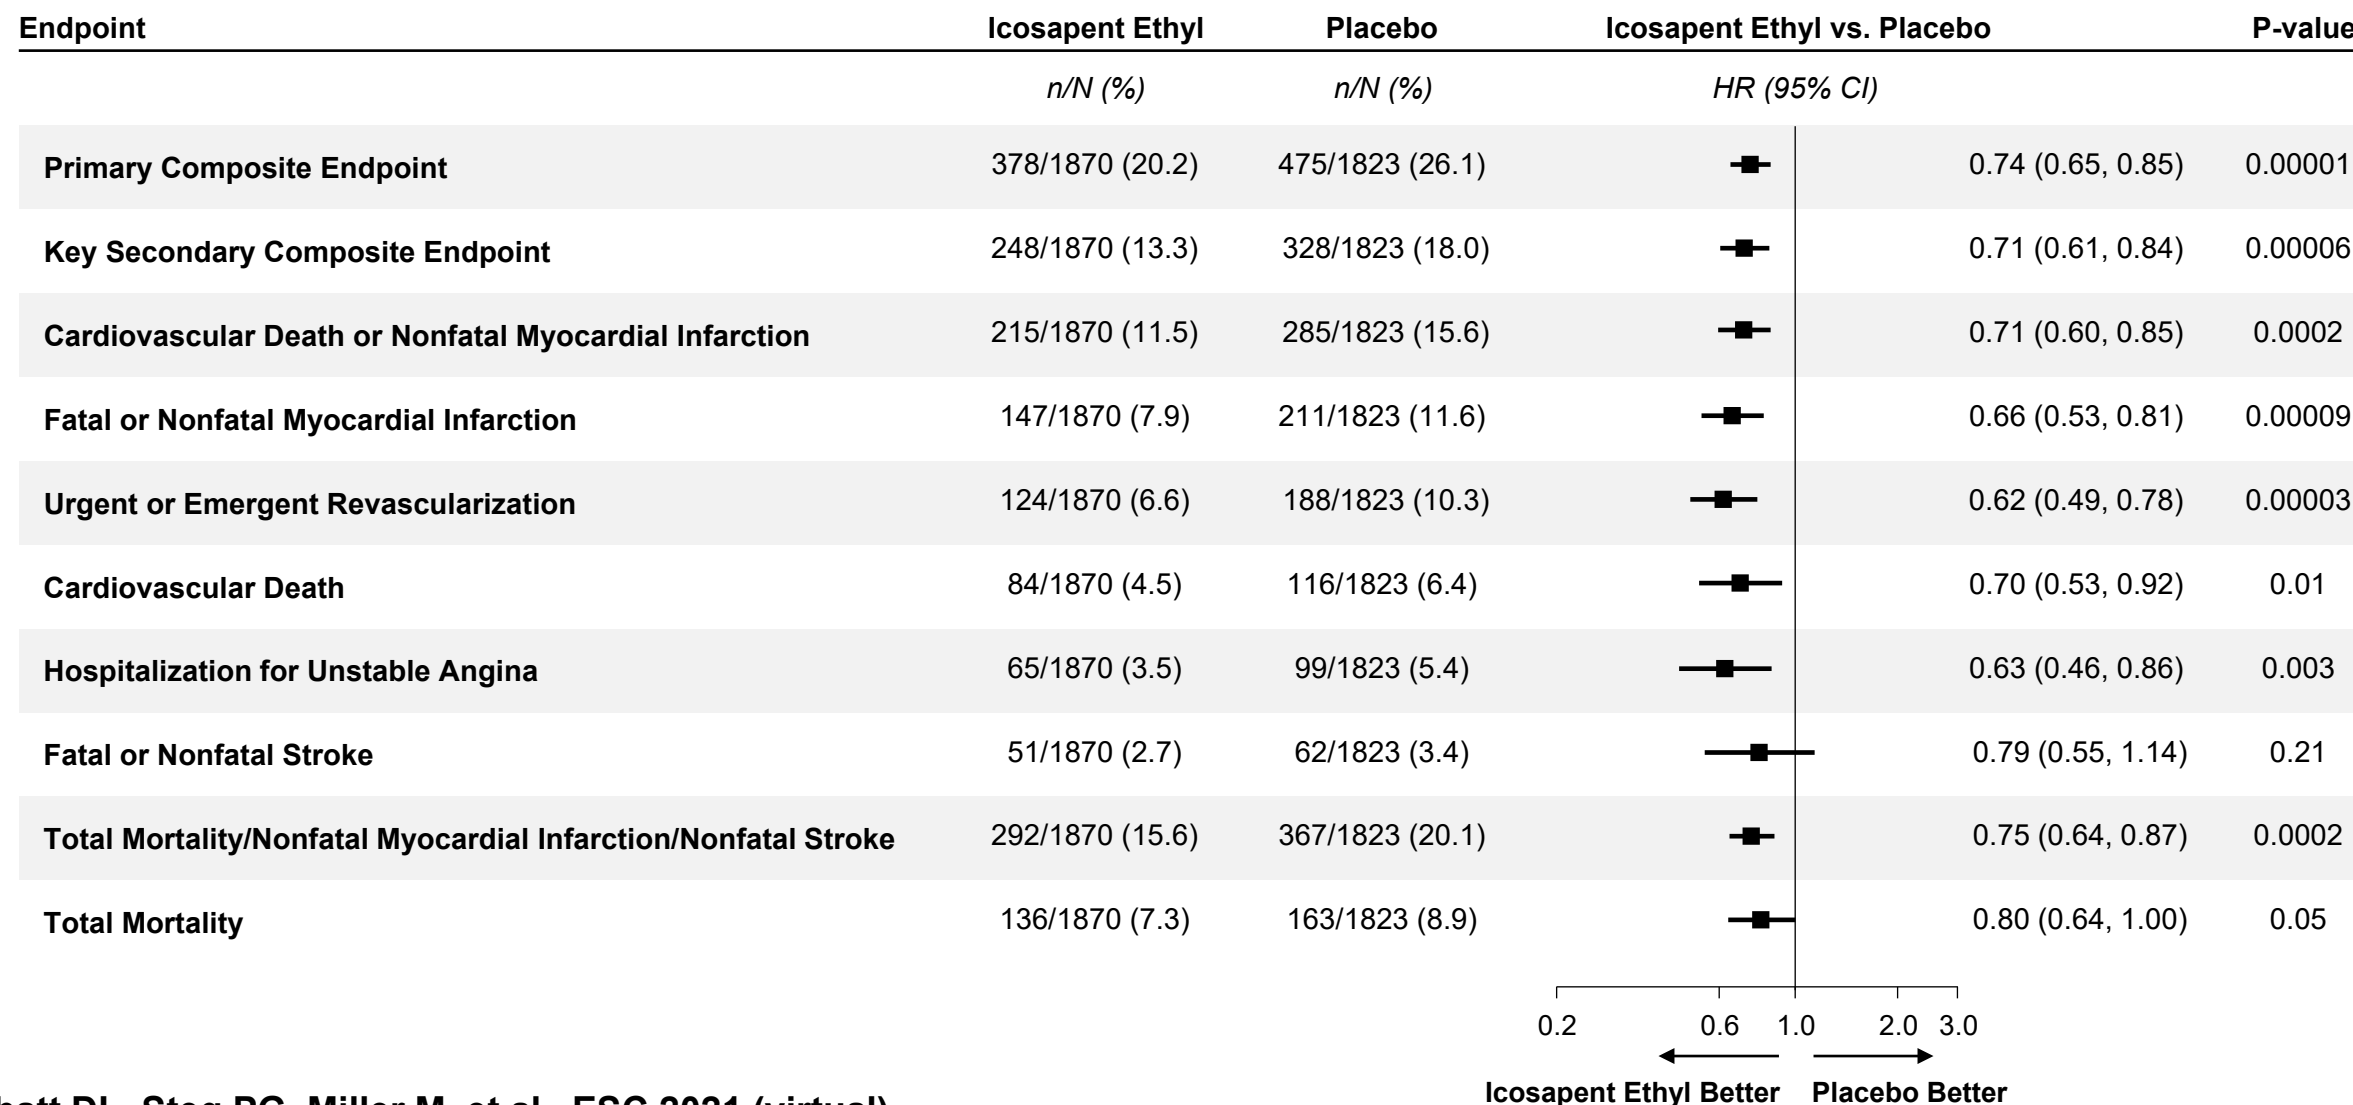 Endpoint Icosapent Ethyl Placebo Icosapent Ethyl vs. Placebo P-value
n/N (%) n/N (%) HR (95% CI)
Primary Composite Endpoint 378/1870 (20.2) 475/1823 (26.1) 0.74 (0.65, 0.85) 0.00001
Key Secondary Composite Endpoint 248/1870 (13.3) 328/1823 (18.0) 0.71 (0.61, 0.84) 0.00006
Cardiovascular Death or Nonfatal Myocardial Infarction 215/1870 (11.5) 285/1823 (15.6) 0.71 (0.60, 0.85) 0.0002
Fatal or Nonfatal Myocardial Infarction 147/1870 (7.9) 211/1823 (11.6) 0.66 (0.53, 0.81) 0.00009
Urgent or Emergent Revascularization 124/1870 (6.6) 188/1823 (10.3) 0.62 (0.49, 0.78) 0.00003
Cardiovascular Death 84/1870 (4.5) 116/1823 (6.4) 0.70 (0.53, 0.92) 0.01
Hospitalization for Unstable Angina 65/1870 (3.5) 99/1823 (5.4) 0.63 (0.46, 0.86) 0.003
Fatal or Nonfatal Stroke 51/1870 (2.7) 62/1823 (3.4) 0.79 (0.55, 1.14) 0.21
Total Mortality/Nonfatal Myocardial Infarction/Nonfatal Stroke 292/1870 (15.6) 367/1823 (20.1) 0.75 (0.64, 0.87) 0.0002
Total Mortality 136/1870 (7.3) 163/1823 (8.9) 0.80 (0.64, 1.00) 0.05
0.2 0.6 1.0 2.0 3.0
Icosapent Ethyl Better Placebo Better
Steg PG, Miller M, et al. ESC 2021 (virtual)